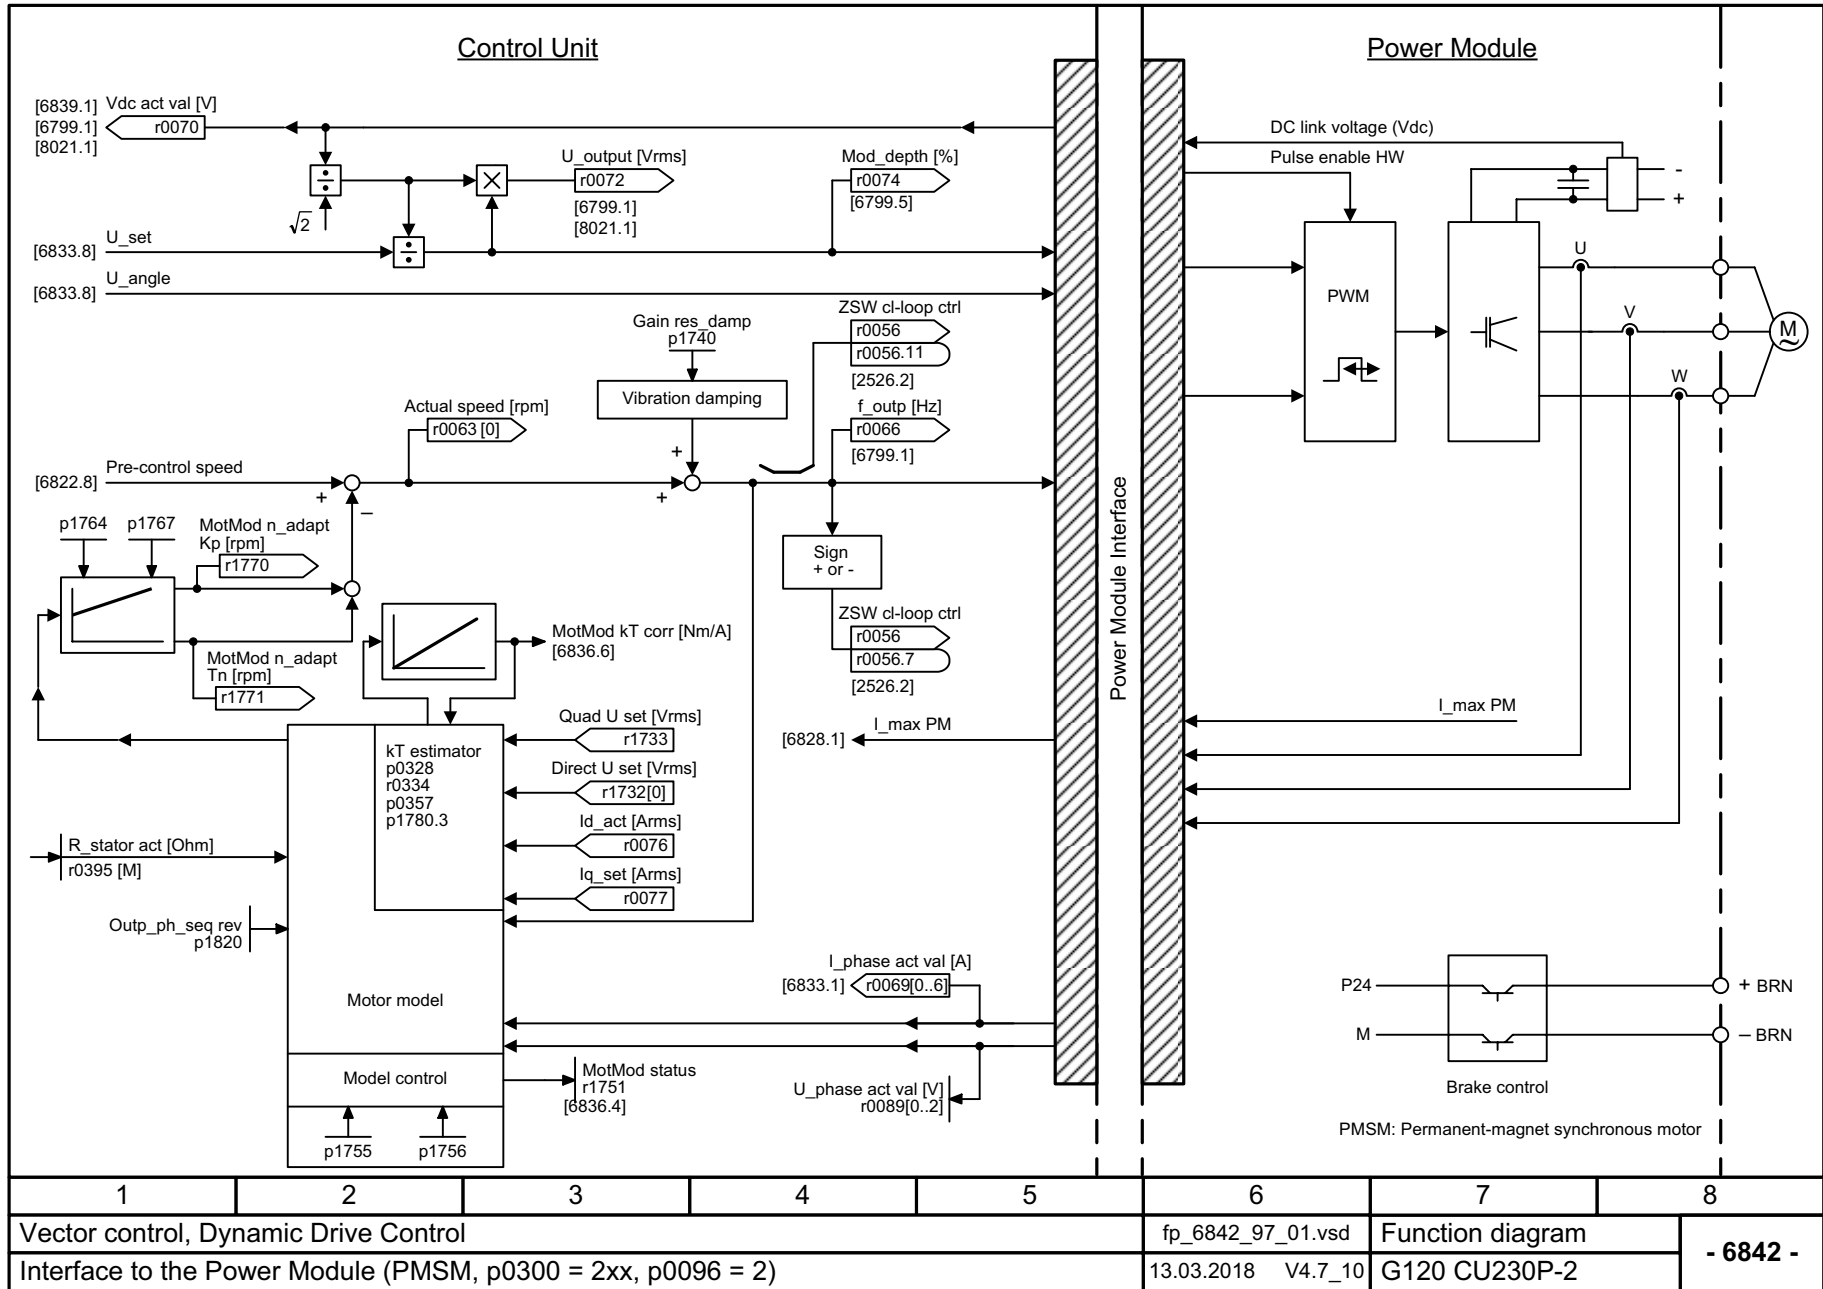 Control Unit
Power Module
[6839.1] Vdc act val [V]
[6799.1] r0070
[8021.1]
÷
√2
×
U_output [Vrms]
r0072
[6799.1]
[8021.1]
Mod_depth [%]
r0074
[6799.5]
U_set
[6833.8]
÷
U_angle
[6833.8]
Gain res_damp
p1740
Vibration damping
ZSW cl-loop ctrl
r0056
r0056.11
[2526.2]
Actual speed [rpm]
r0063 [0]
f_outp [Hz]
r0066
[6799.1]
Pre-control speed
[6822.8]
+
–
+
+
p1764 p1767
MotMod n_adapt
Kp [rpm]
r1770
MotMod n_adapt
Tn [rpm]
r1771
Sign
+ or -
ZSW cl-loop ctrl
r0056
r0056.7
[2526.2]
MotMod kT corr [Nm/A]
[6836.6]
kT estimator
p0328
r0334
p0357
p1780.3
Quad U set [Vrms]
r1733
Direct U set [Vrms]
r1732[0]
Id_act [Arms]
r0076
Iq_set [Arms]
r0077
I_max PM
[6828.1]
R_stator act [Ohm]
r0395 [M]
Outp_ph_seq rev
p1820
Motor model
Model control
p1755 p1756
MotMod status
r1751
[6836.4]
I_phase act val [A]
[6833.1] r0069[0..6]
U_phase act val [V]
r0089[0..2]
Power Module Interface
DC link voltage (Vdc)
Pulse enable HW
-
+
PWM
U
V
W
M
~
I_max PM
P24
M
+ BRN
– BRN
Brake control
PMSM: Permanent-magnet synchronous motor
1 2 3 4 5 6 7 8
Vector control, Dynamic Drive Control
fp_6842_97_01.vsd
Function diagram
- 6842 -
Interface to the Power Module (PMSM, p0300 = 2xx, p0096 = 2)
13.03.2018 V4.7_10
G120 CU230P-2